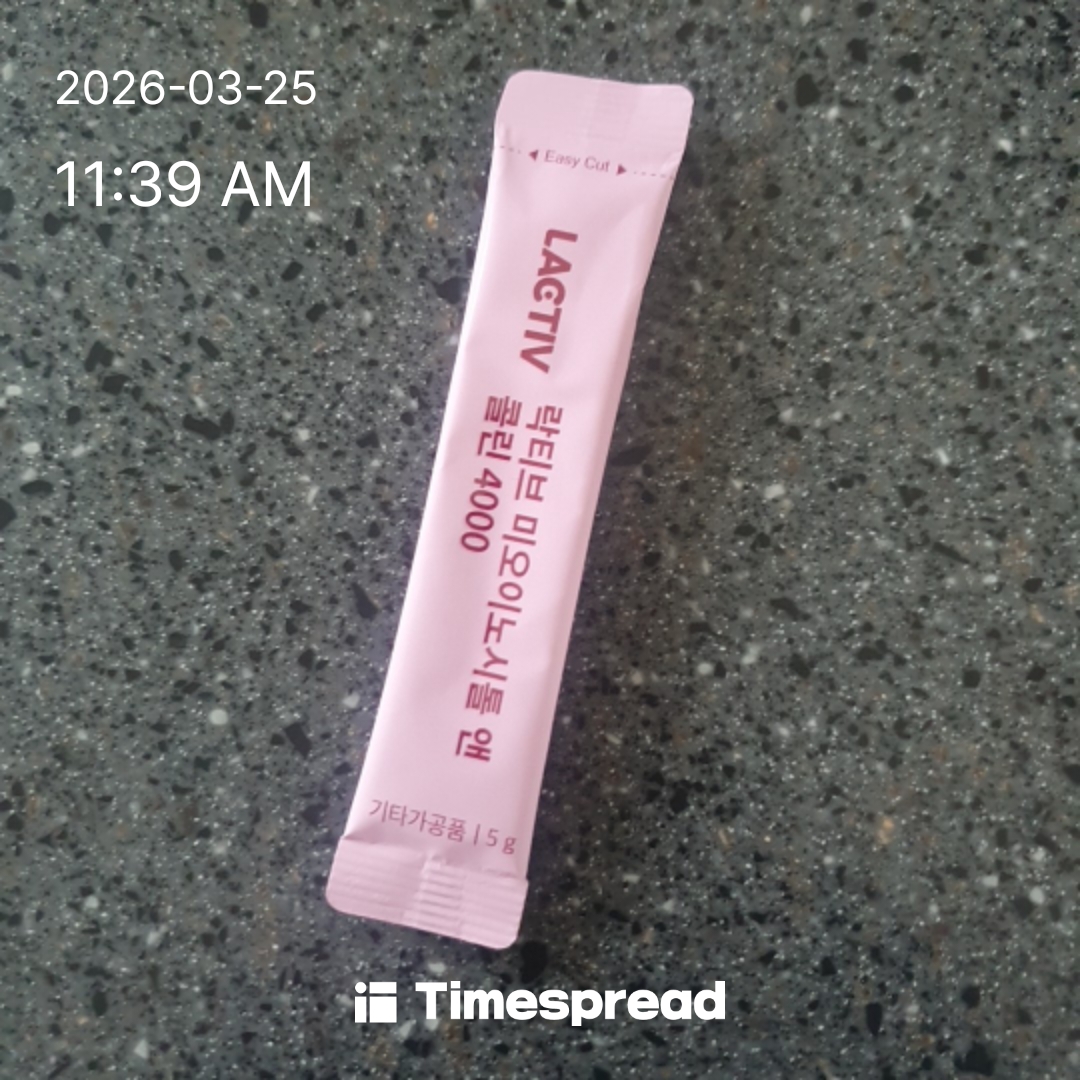 2026-03-25
11:39 AM
◀ Easy Cut ▶
LACTIV
락티브 미오이노시톨 앤
콜린 4000
기타가공품 | 5 g
Timespread